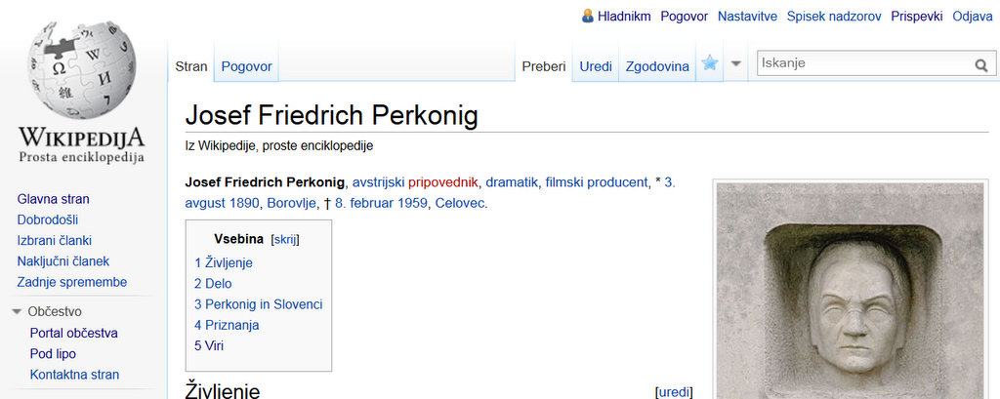 Hladnikm Pogovor Nastavitve Spisek nadzorov Prispevki Odjava
Stran Pogovor Preberi Uredi Zgodovina Iskanje
WIKIPEDIJA
Prosta enciklopedija
Glavna stran
Dobrodošli
Izbrani članki
Naključni članek
Zadnje spremembe
Občestvo
Portal občestva
Pod lipo
Kontaktna stran
Josef Friedrich Perkonig
Iz Wikipedije, proste enciklopedije
Josef Friedrich Perkonig, avstrijski pripovednik, dramatik, filmski producent, * 3.
avgust 1890, Borovlje, † 8. februar 1959, Celovec.
Vsebina [skrij]
1 Življenje
2 Delo
3 Perkonig in Slovenci
4 Priznanja
5 Viri
Življenje [uredi]